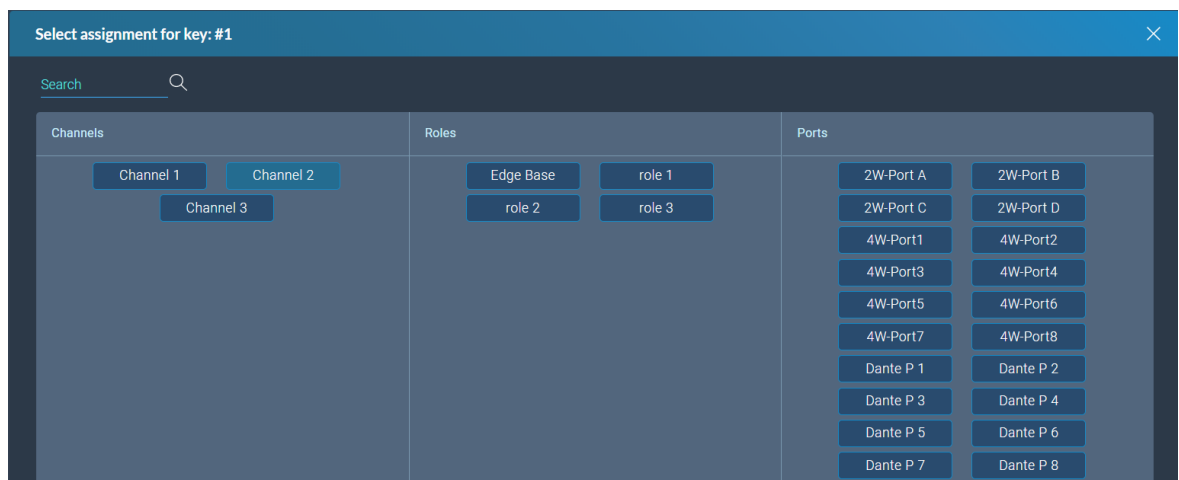 Select assignment for key: #1
Search
Channels
Channel 1 Channel 2
Channel 3
Roles
Edge Base role 1
role 2 role 3
Ports
2W-Port A 2W-Port B
2W-Port C 2W-Port D
4W-Port1 4W-Port2
4W-Port3 4W-Port4
4W-Port5 4W-Port6
4W-Port7 4W-Port8
Dante P 1 Dante P 2
Dante P 3 Dante P 4
Dante P 5 Dante P 6
Dante P 7 Dante P 8